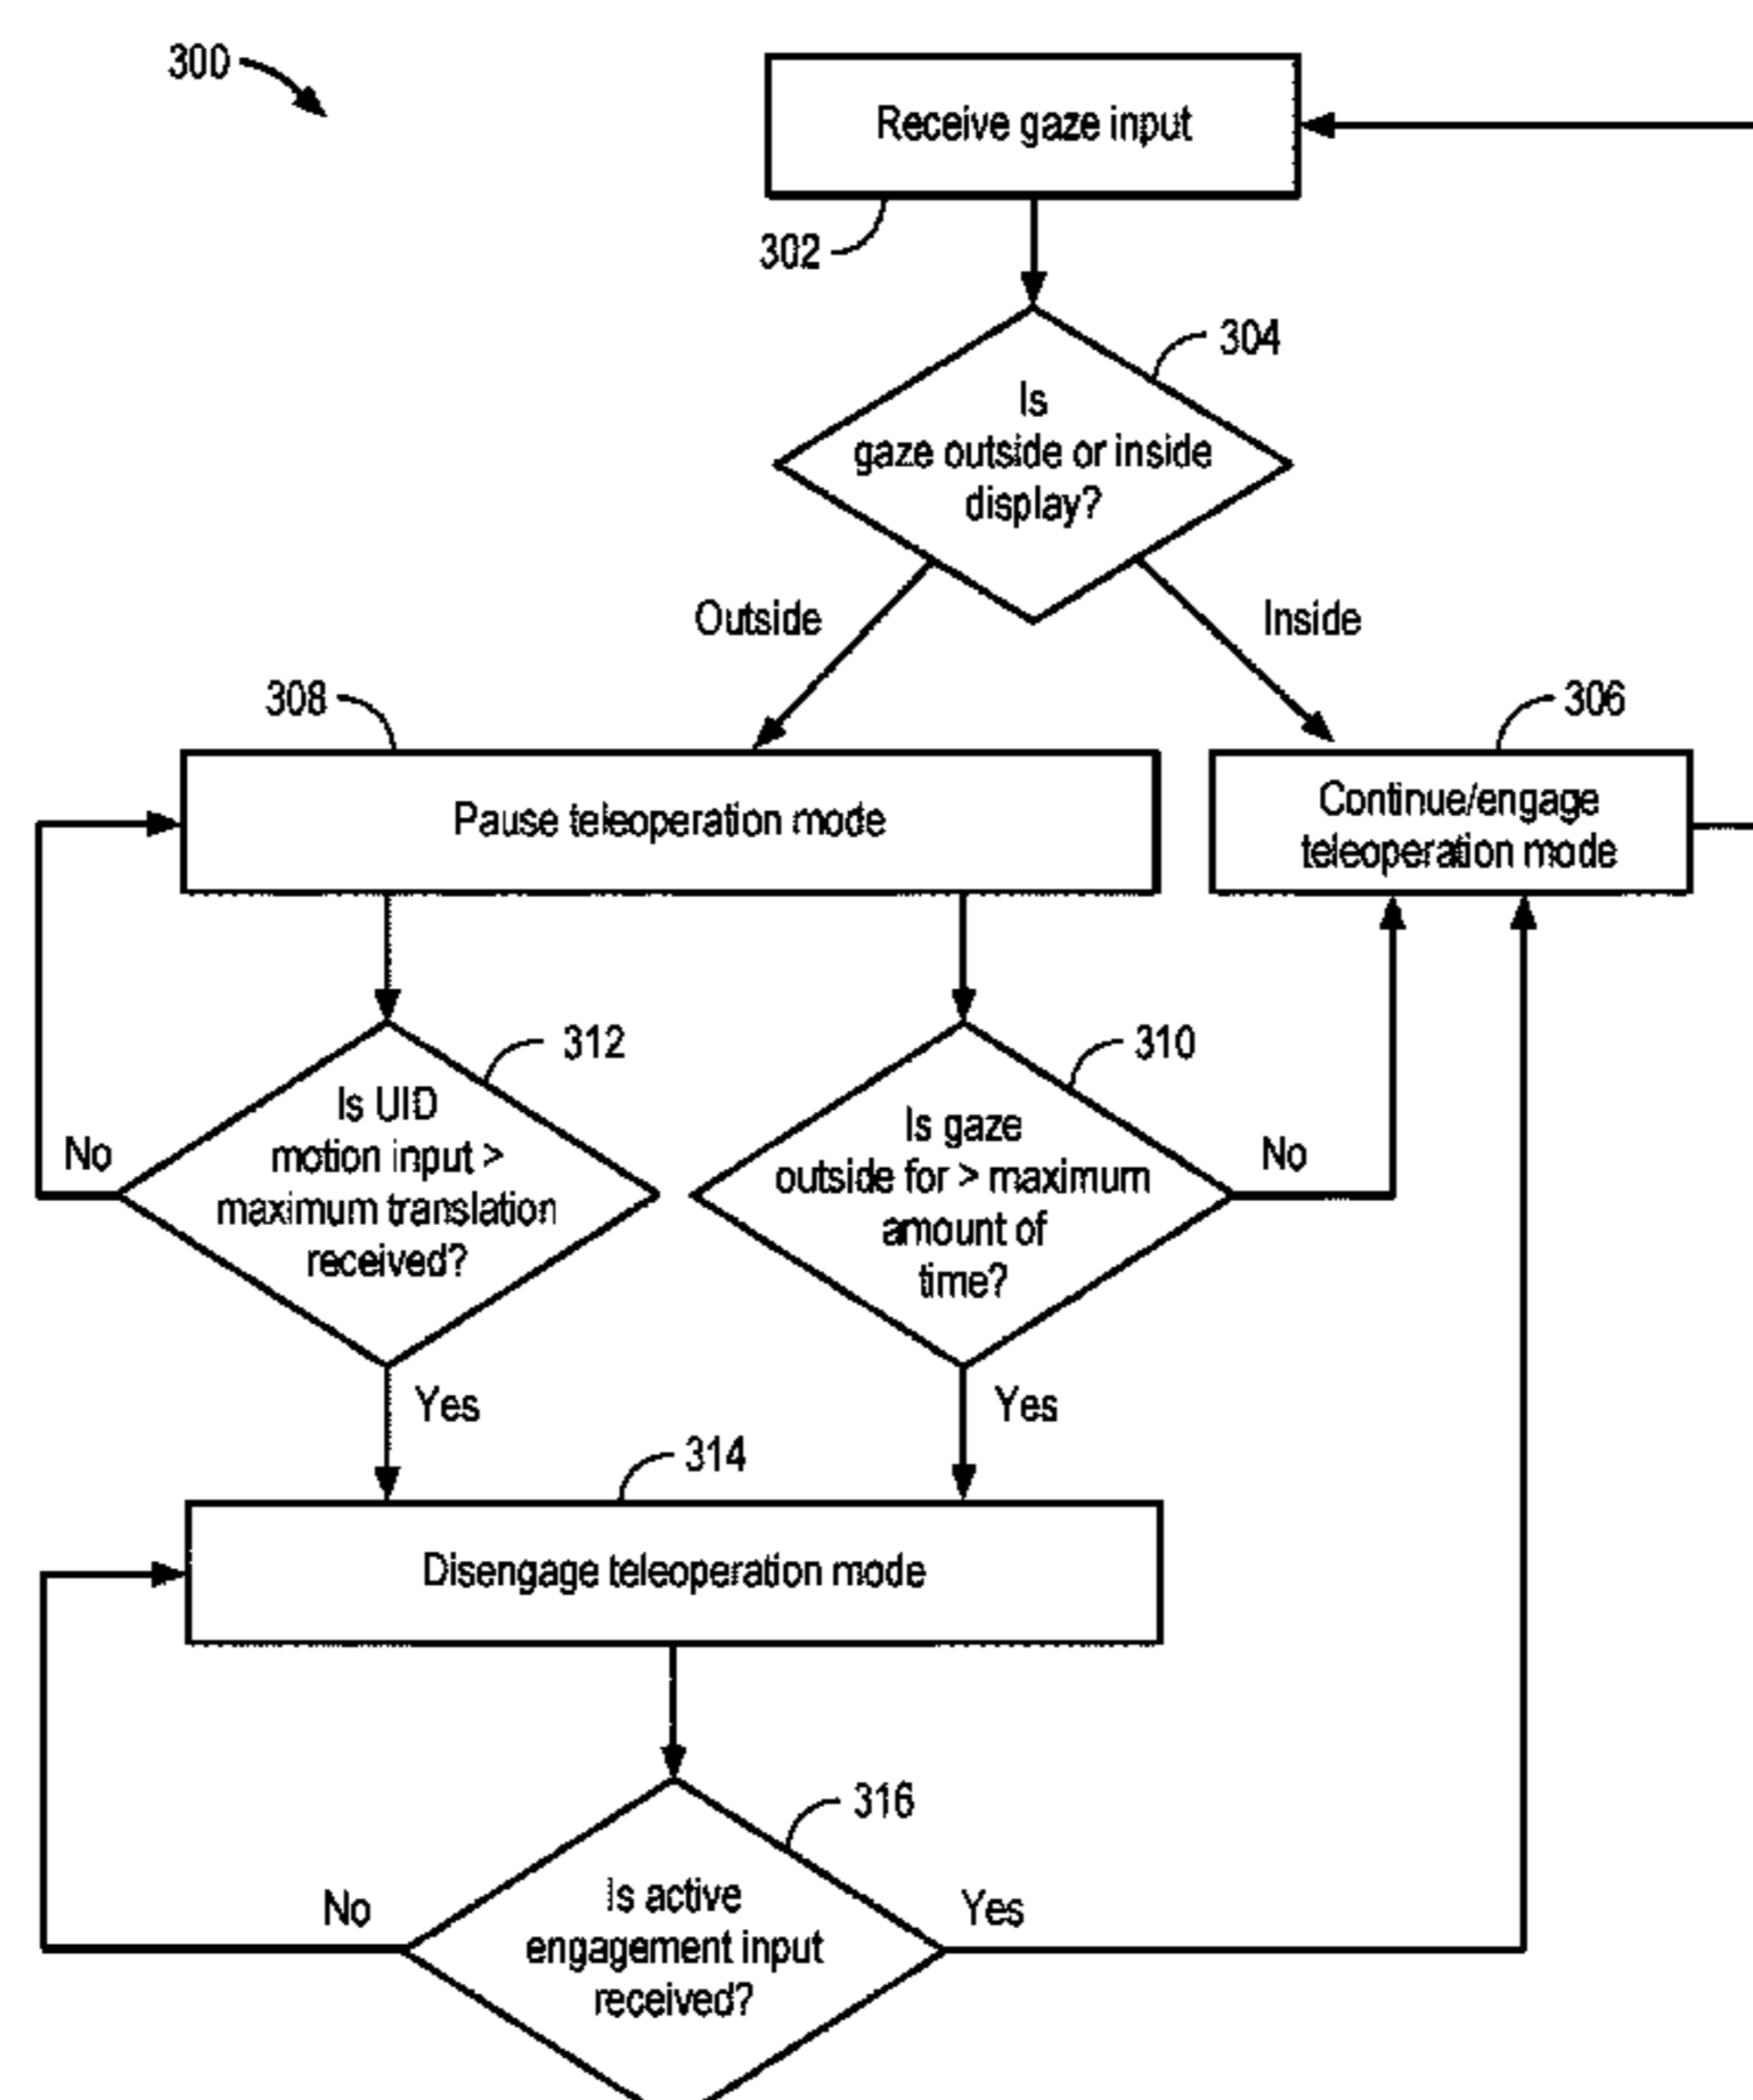 300
Receive gaze input
302
304
Is
gaze outside or inside
display?
Outside
Inside
308
306
Pause teleoperation mode
Continue/engage
teleoperation mode
312
310
Is UID
motion input >
maximum translation
received?
No
Is gaze
outside for > maximum
amount of
time?
No
Yes
Yes
314
Disengage teleoperation mode
316
Is active
engagement input
received?
No
Yes